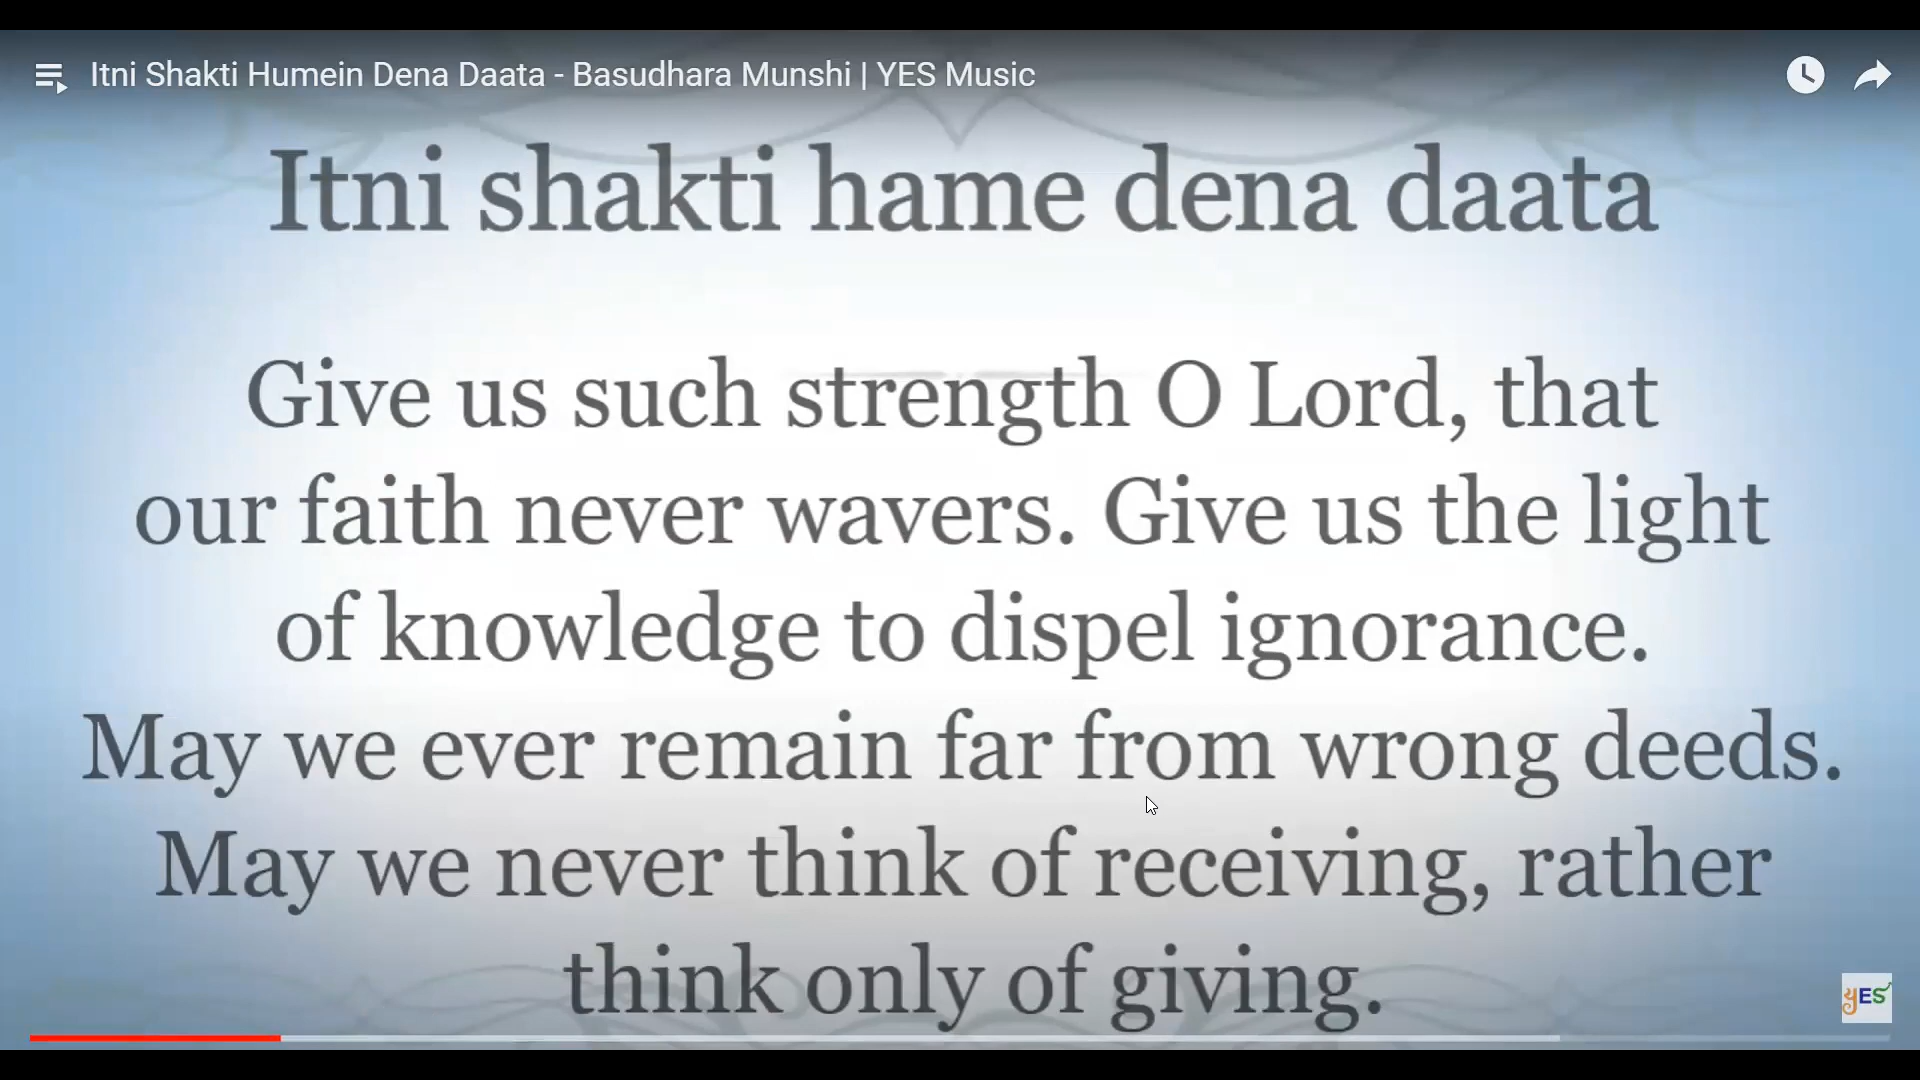 Itni Shakti Humein Dena Daata - Basudhara Munshi | YES Music
Itni shakti hame dena daata
Give us such strength O Lord, that
our faith never wavers. Give us the light
of knowledge to dispel ignorance.
May we ever remain far from wrong deeds.
May we never think of receiving, rather
think only of giving.
yES